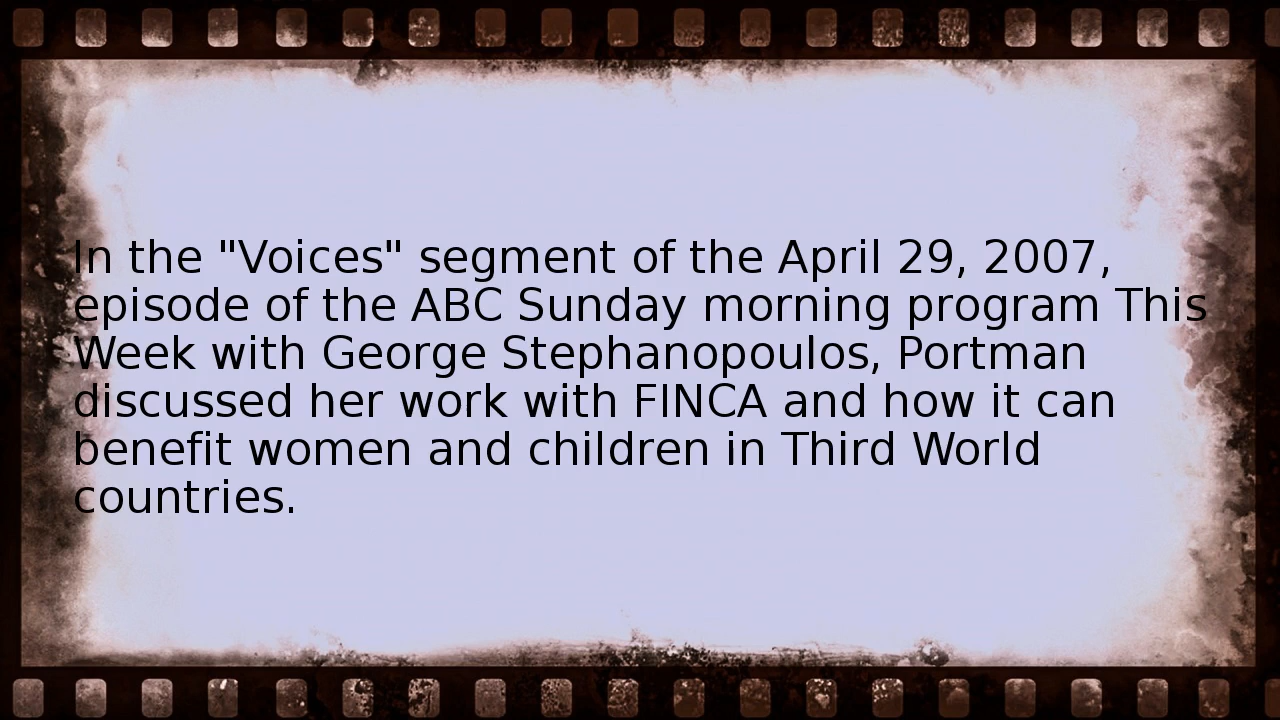 In the "Voices" segment of the April 29, 2007,
episode of the ABC Sunday morning program This
Week with George Stephanopoulos, Portman
discussed her work with FINCA and how it can
benefit women and children in Third World
countries.